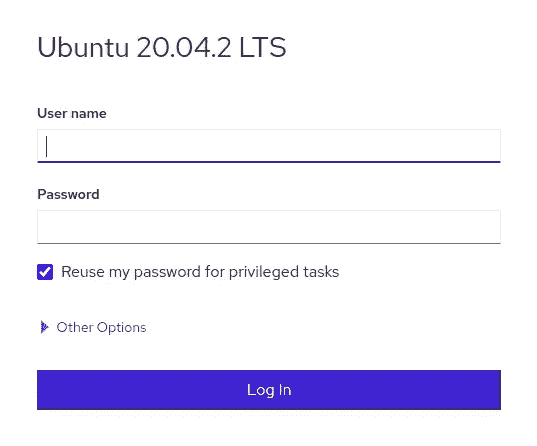 Ubuntu 20.04.2 LTS
User name
Password
Reuse my password for privileged tasks
Other Options
Log In